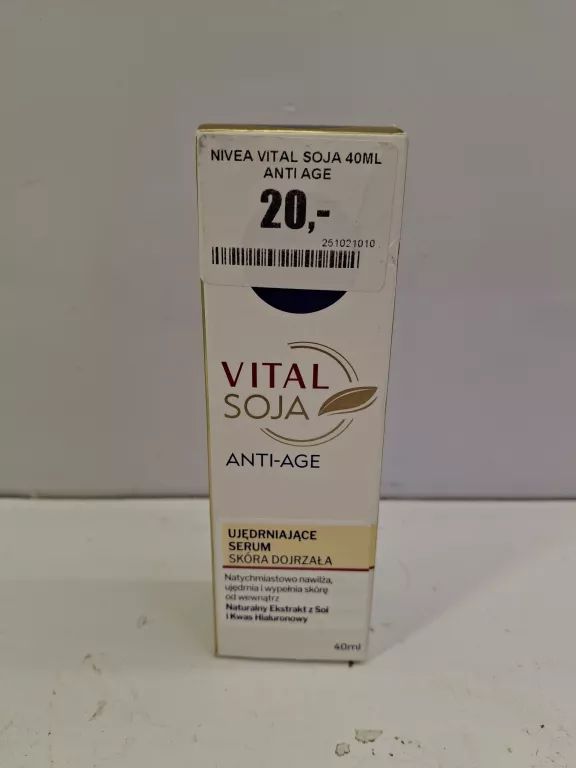 NIVEA VITAL SOJA 40ML
ANTI AGE
20,-
251021010
VITAL
SOJA
ANTI-AGE
UJĘDRNIAJĄCE
SERUM
SKÓRA DOJRZAŁA
Natychmiastowo nawilża,
ujędrnia i wypełnia skórę
od wewnątrz
Naturalny Ekstrakt z Soi
i Kwas Hialuronowy
40ml